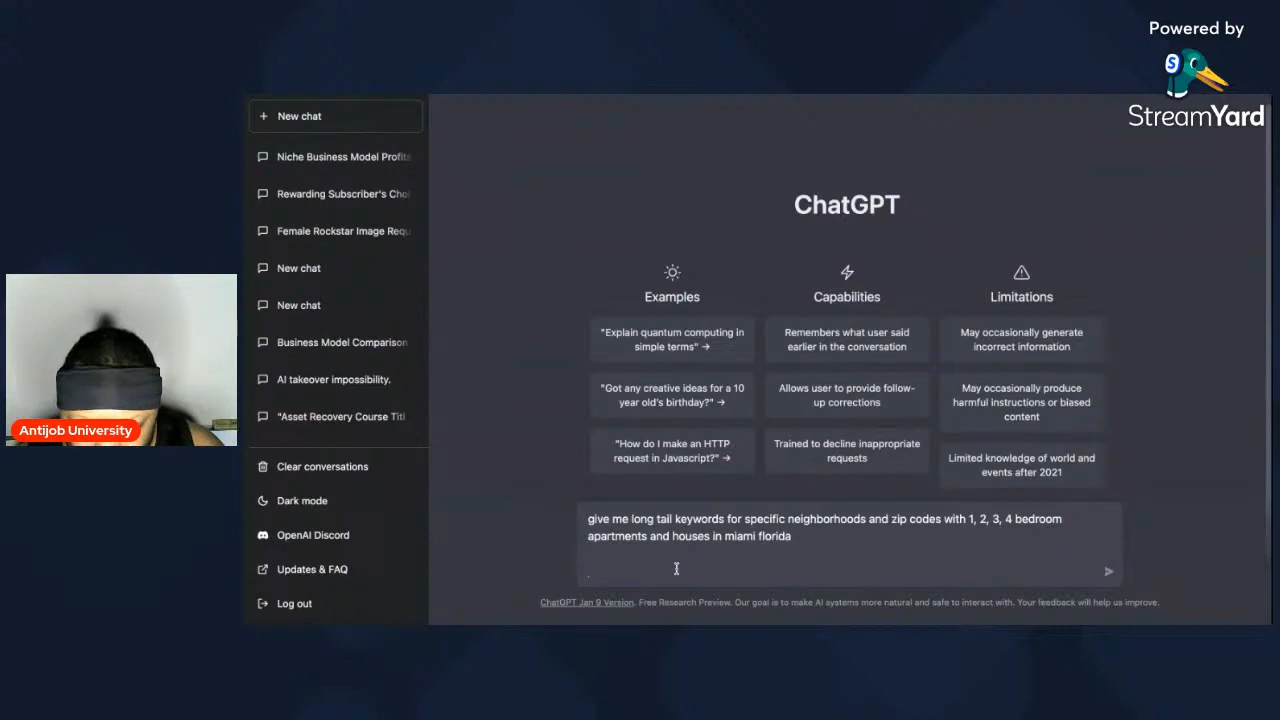 Powered by
StreamYard
New chat
Niche Business Model Profits
Rewarding Subscriber's Choi
Female Rockstar Image Requ
New chat
New chat
Business Model Comparison
AI takeover impossibility.
"Asset Recovery Course Titl
Clear conversations
Dark mode
OpenAI Discord
Updates & FAQ
Log out
ChatGPT
Examples
Capabilities
Limitations
"Explain quantum computing in
simple terms" →
Remembers what user said
earlier in the conversation
May occasionally generate
incorrect information
"Got any creative ideas for a 10
year old's birthday?" →
Allows user to provide follow-
up corrections
May occasionally produce
harmful instructions or biased
content
"How do I make an HTTP
request in Javascript?" →
Trained to decline inappropriate
requests
Limited knowledge of world and
events after 2021
give me long tail keywords for specific neighborhoods and zip codes with 1, 2, 3, 4 bedroom
apartments and houses in miami florida
.
ChatGPT Jan 9 Version. Free Research Preview. Our goal is to make AI systems more natural and safe to interact with. Your feedback will help us improve.
Antijob University